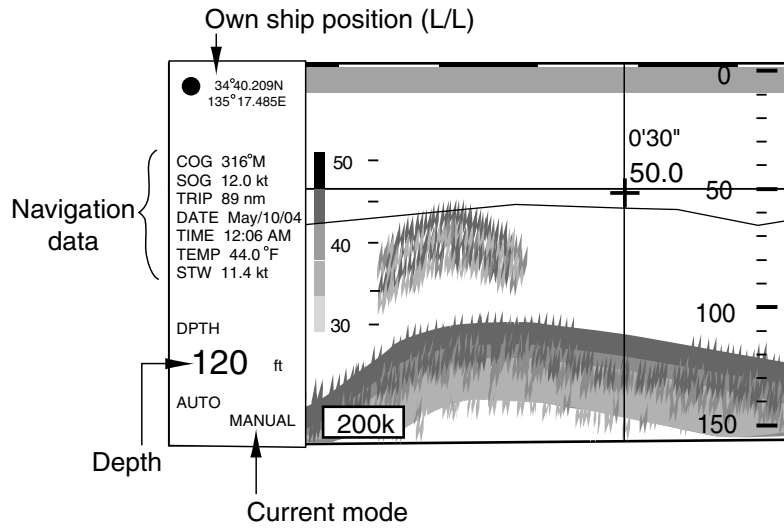 Own ship position (L/L)
34°40.209N
135°17.485E
Navigation
data
COG 316°M
SOG 12.0 kt
TRIP 89 nm
DATE May/10/04
TIME 12:06 AM
TEMP 44.0 °F
STW 11.4 kt
DPTH
120 ft
AUTO
MANUAL
Depth
Current mode
50
40
30
200k
0'30"
50.0
0
50
100
150